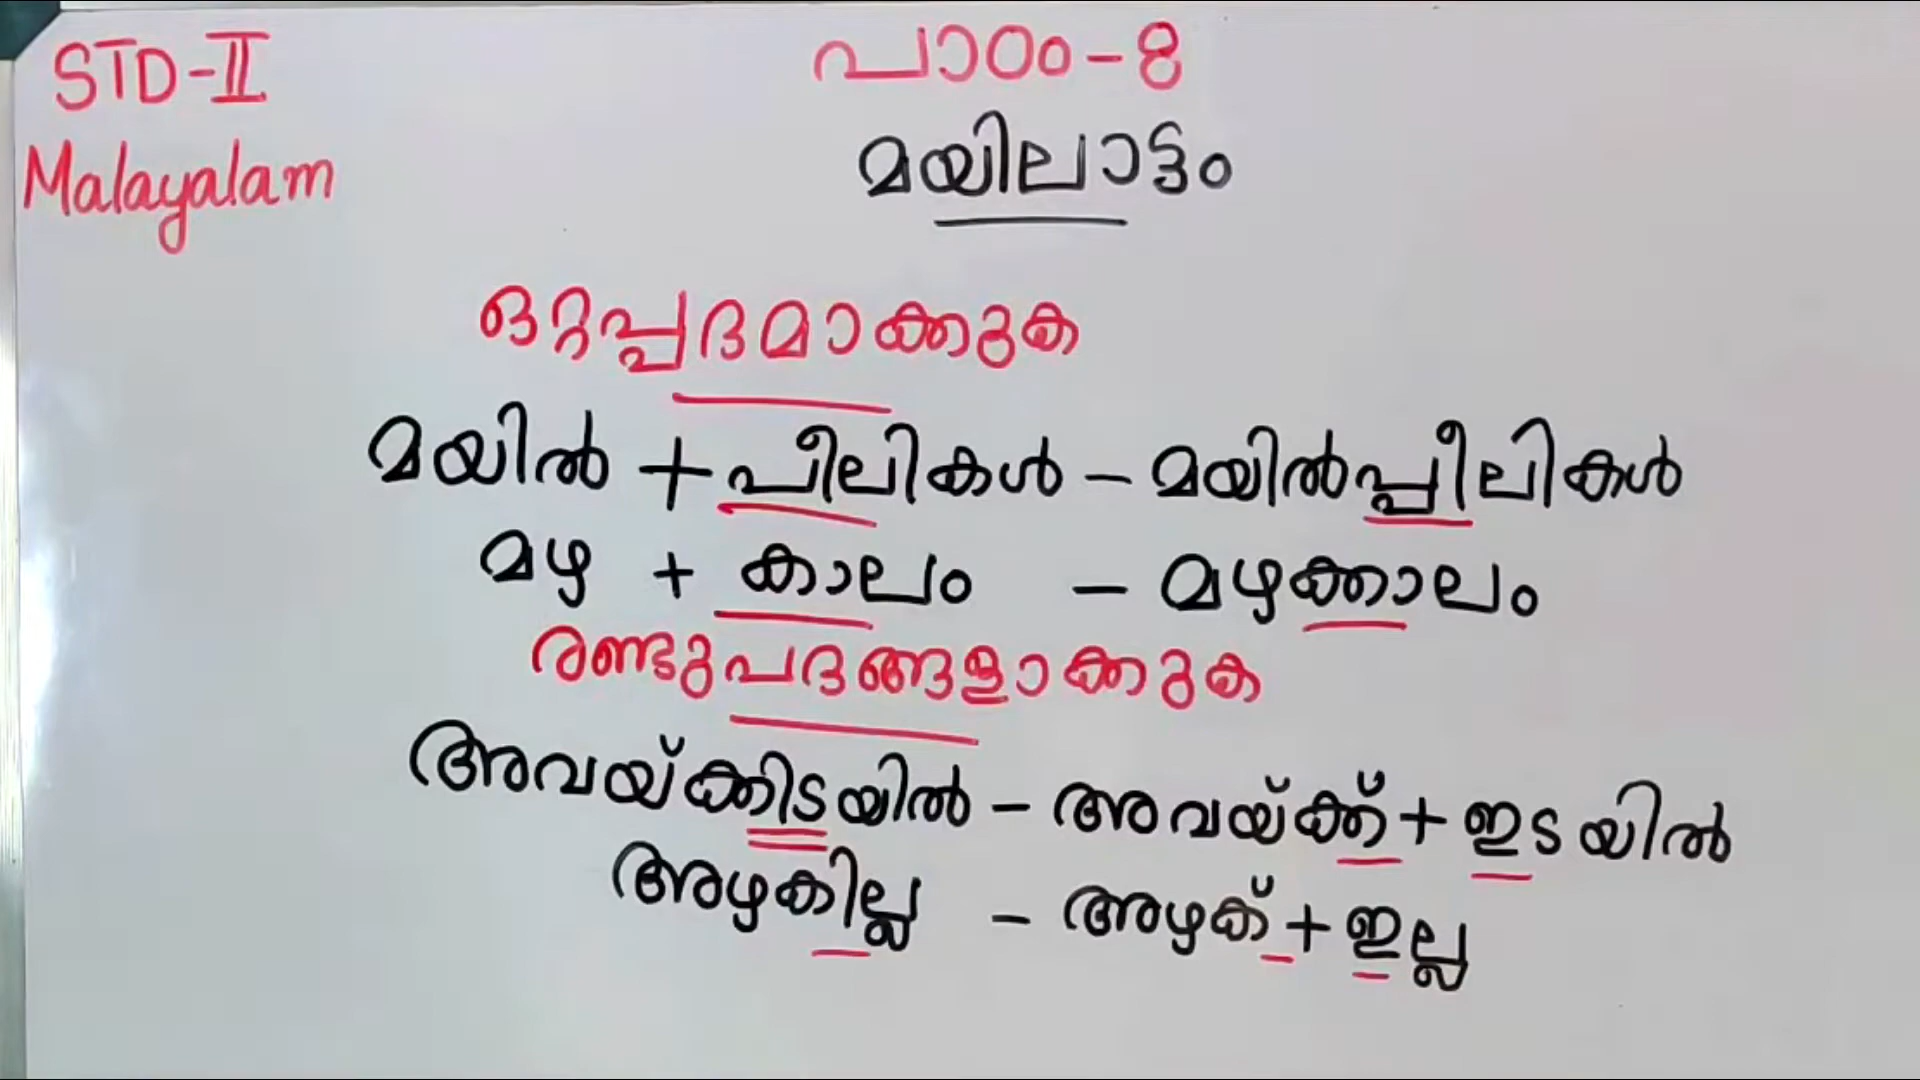 STD-II
പാഠം-8
Malayalam
മയിലാട്ടം
ഒറ്റപ്പദമാക്കുക
മയിൽ + പീലികൾ - മയിൽപ്പീലികൾ
മഴ + കാലം - മഴക്കാലം
രണ്ടുപദങ്ങളാക്കുക
അവയ്ക്കിടയിൽ - അവയ്ക്ക് + ഇടയിൽ
അഴകില്ല - അഴക് + ഇല്ല